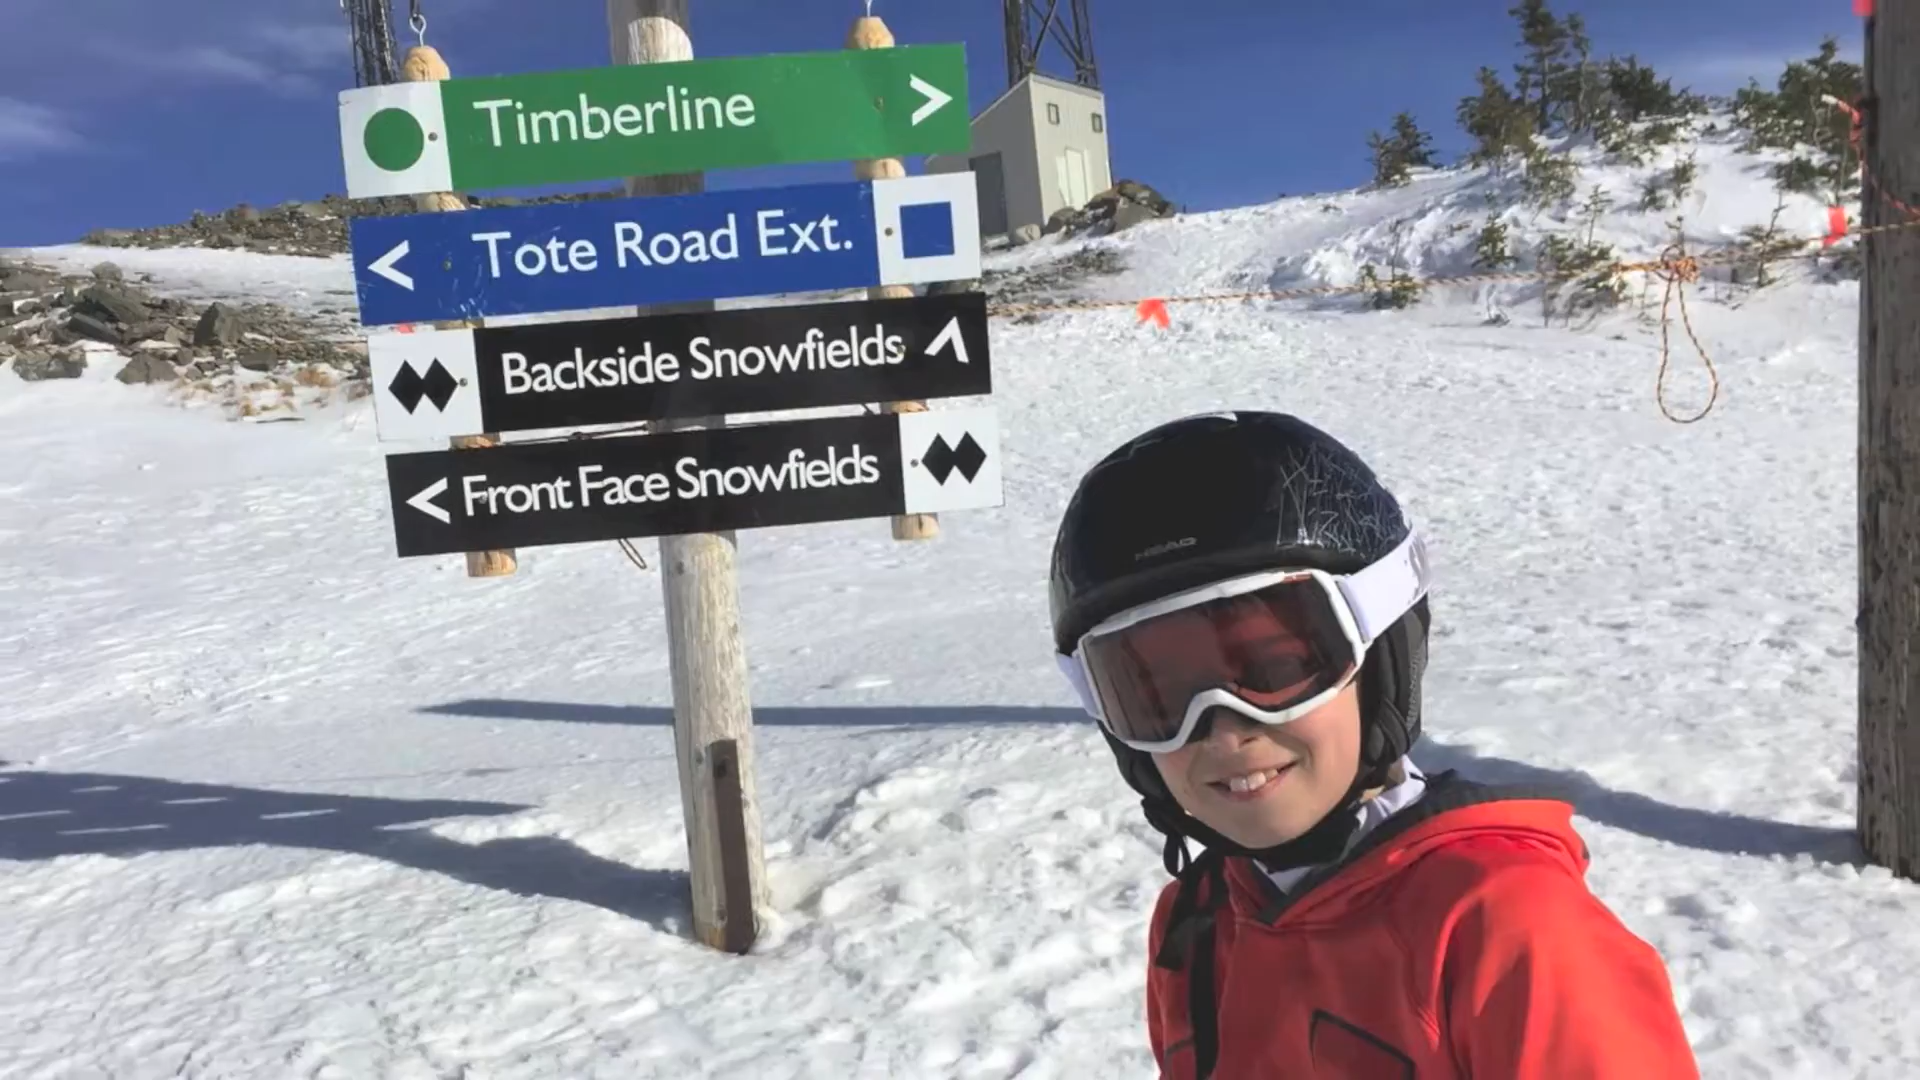 Timberline >
< Tote Road Ext.
Backside Snowfields ^
< Front Face Snowfields
HEAD